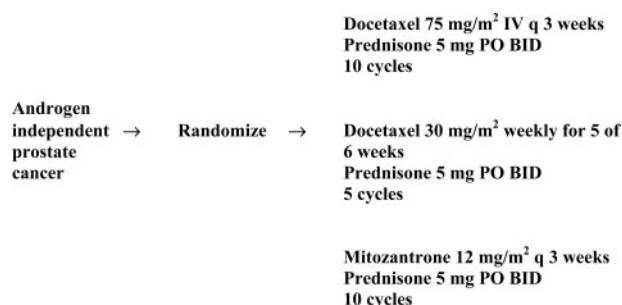 Docetaxel 75 mg/m² IV q 3 weeks
Prednisone 5 mg PO BID
10 cycles
Androgen
independent → Randomize →
prostate
cancer
Docetaxel 30 mg/m² weekly for 5 of
6 weeks
Prednisone 5 mg PO BID
5 cycles
Mitozantrone 12 mg/m² q 3 weeks
Prednisone 5 mg PO BID
10 cycles